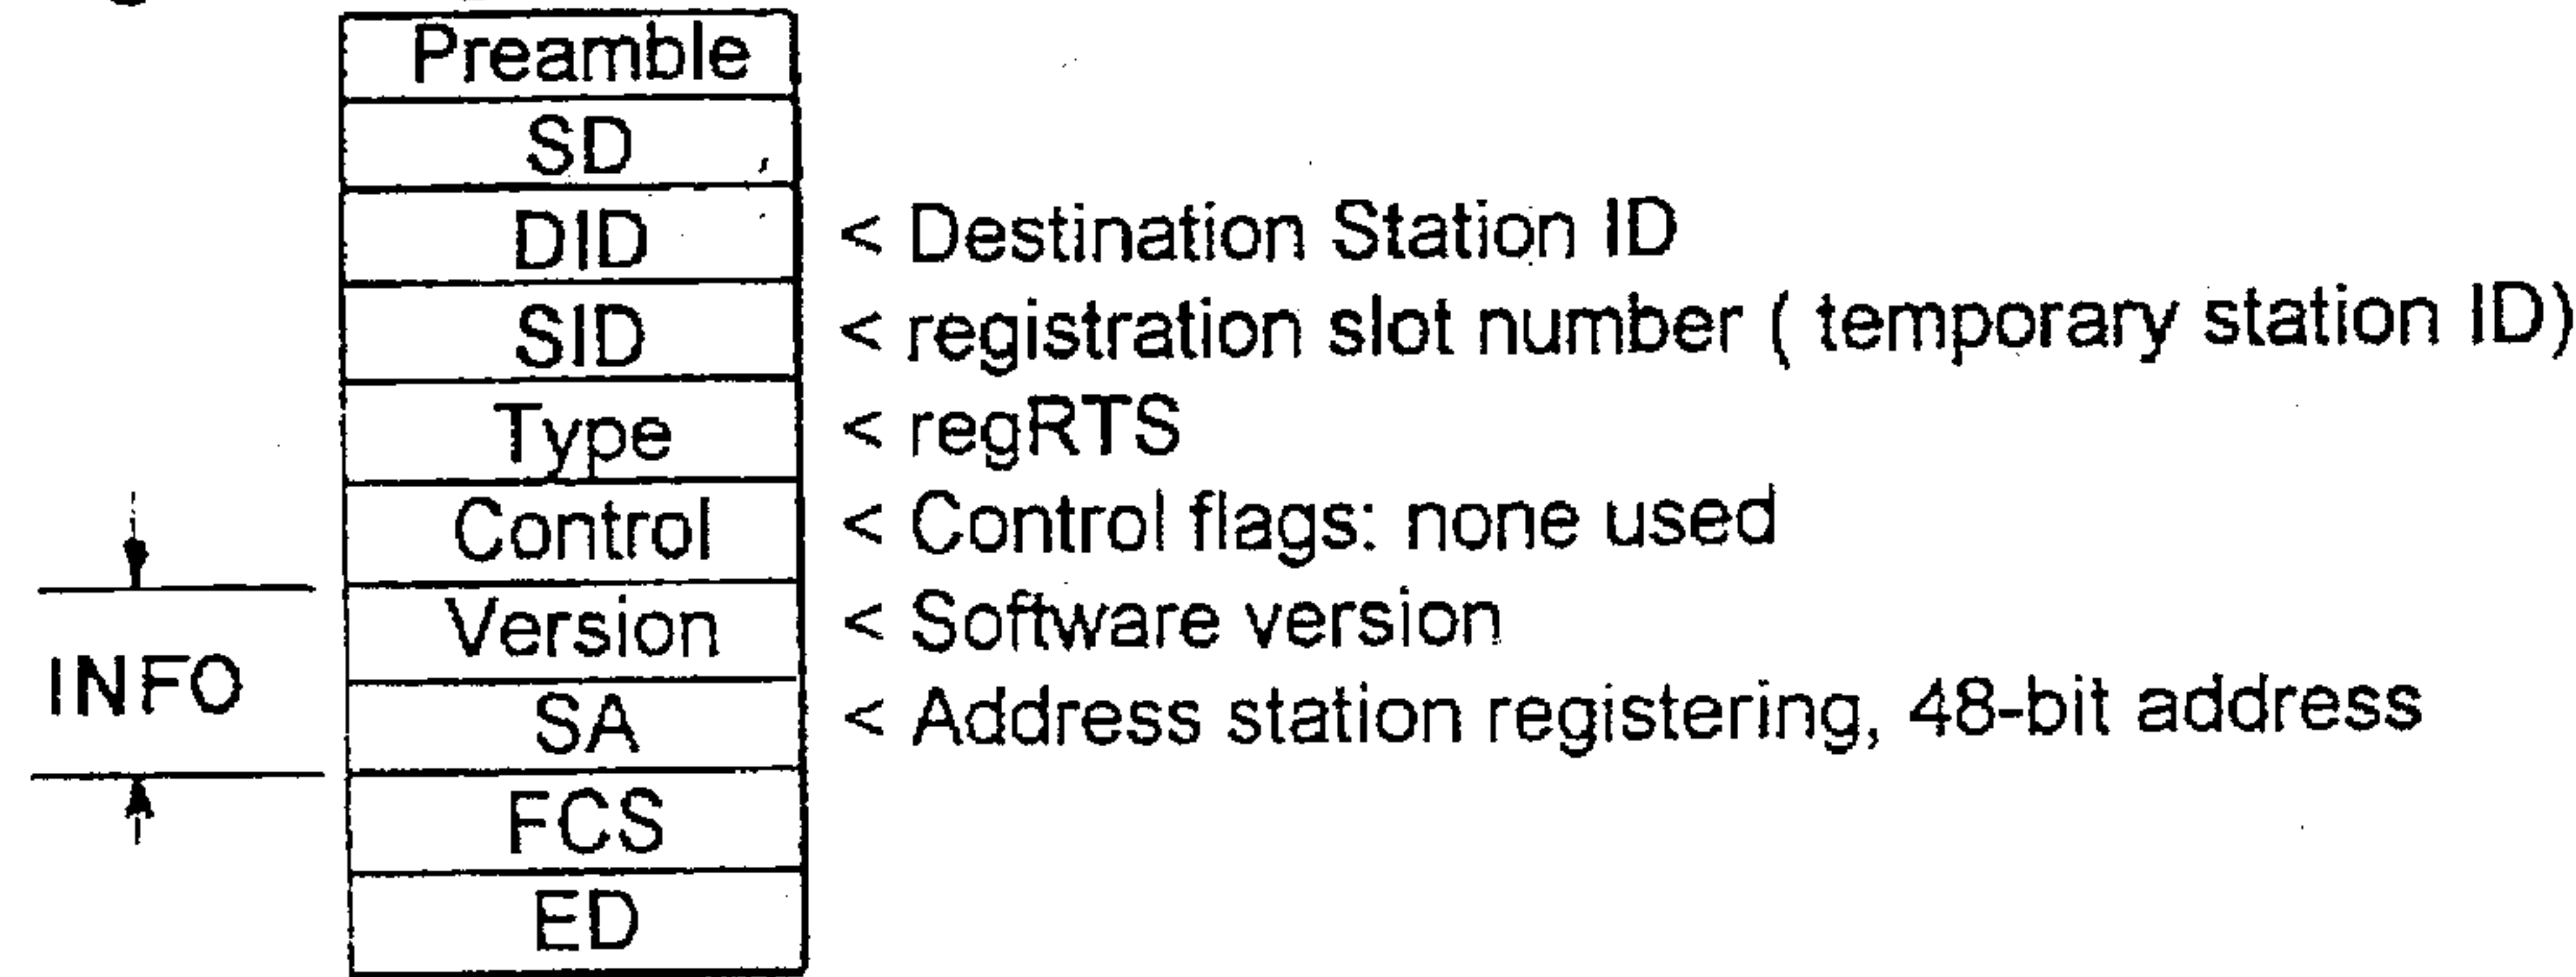 Preamble
SD
DID < Destination Station ID
SID < registration slot number ( temporary station ID)
Type < regRTS
Control < Control flags: none used
Version < Software version
INFO
SA < Address station registering, 48-bit address
FCS
ED